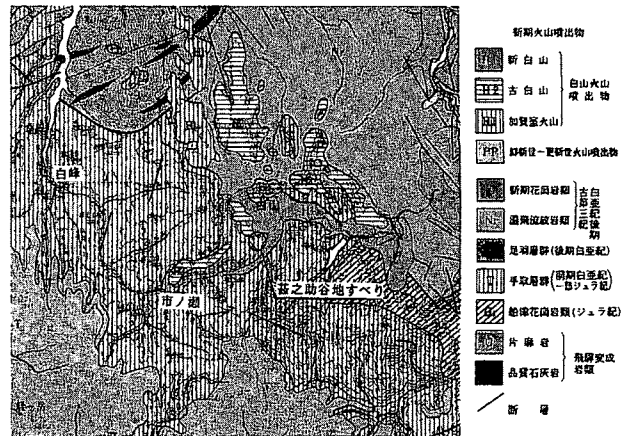 白峰
市ノ瀬
甚之助谷地すべり
新期火山噴出物
新白山
古白山
加賀室火山
白山火山
噴出物
鮮新世〜更新世火山噴出物
新期花崗岩類
濃飛流紋岩類
古第三紀
白亜紀後期
足羽層群(後期白亜紀)
手取層群(前期白亜紀
〜一部ジュラ紀)
船津花崗岩類(ジュラ紀)
片麻岩
晶質石灰岩
飛騨変成
岩類
断層